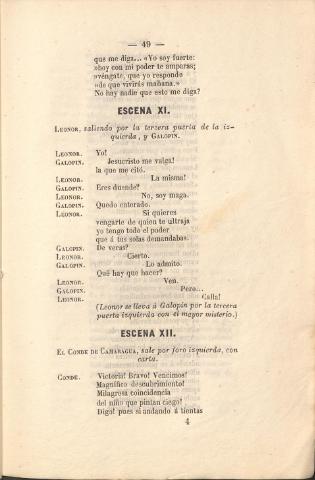 — 49 —
que me diga... «Yo soy fuerte:
»hoy con mi poder te amparas;
»véngate, que yo respondo
»de que vivirás mañana.»
No hay nadie que esto me diga?
ESCENA XI.
LEONOR, saliendo por la tercera puerta de la iz-
quierda, y GALOPIN.
LEONOR. Yo!
GALOPIN. Jesucristo me valga!
la que me citó.
LEONOR. La misma!
GALOPIN. Eres duende?
LEONOR. No, soy maga.
GALOPIN. Quedo enterado.
LEONOR. Si quieres
vengarte de quien te ultraja
yo tengo todo el poder
que á tus solas demandabas.
GALOPIN. De veras?
LEONOR. Cierto.
GALOPIN. Lo admito.
Qué hay que hacer?
LEONOR. Ven.
GALOPIN. Pero...
LEONOR. Calla!
(Leonor se lleva á Galopin por la tercera
puerta izquierda con el mayor misterio.)
ESCENA XII.
EL CONDE DE CAMARAGUA, sale por foro izquierda, con
carta.
CONDE. Victoria! Bravo! Vencimos!
Magnífico descubrimiento!
Milagrosa coincidencia
del niño que pintan ciego!
Diga! pues si andando á tientas
4